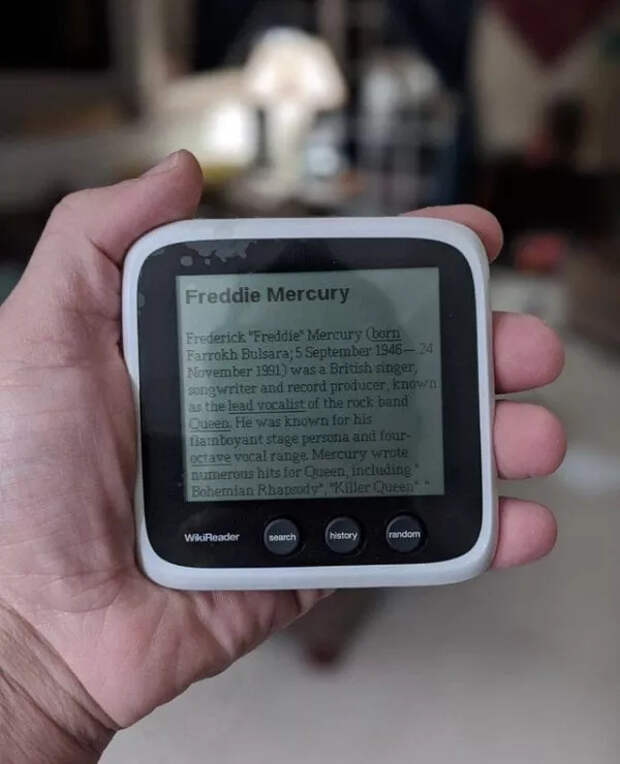 Freddie Mercury
Frederick "Freddie" Mercury (born
Farrokh Bulsara; 5 September 1946— 24
November 1991) was a British singer,
songwriter and record producer, known
as the lead vocalist of the rock band
Queen. He was known for his
flamboyant stage persona and four-
octave vocal range. Mercury wrote
numerous hits for Queen, including "
Bohemian Rhapsody", "Killer Queen", "
WikiReader search history random